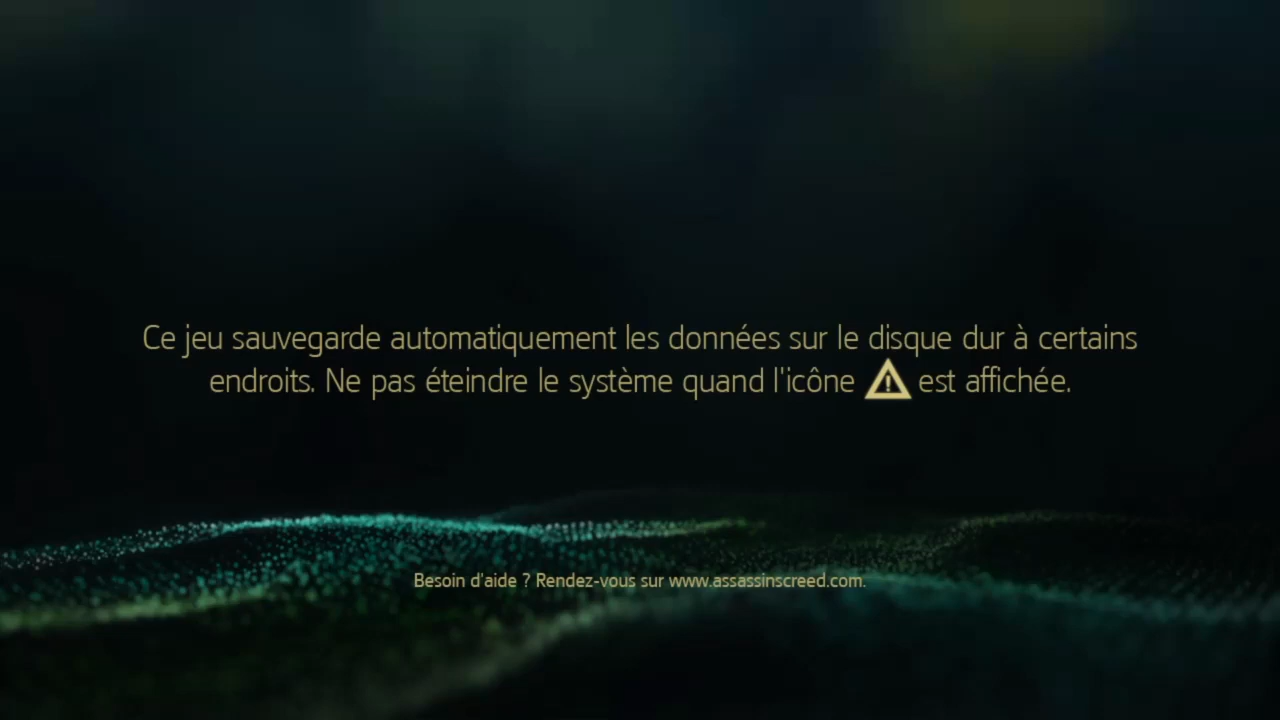 Ce jeu sauvegarde automatiquement les données sur le disque dur à certains
endroits. Ne pas éteindre le système quand l'icône est affichée.
Besoin d'aide ? Rendez-vous sur www.assassinscreed.com.